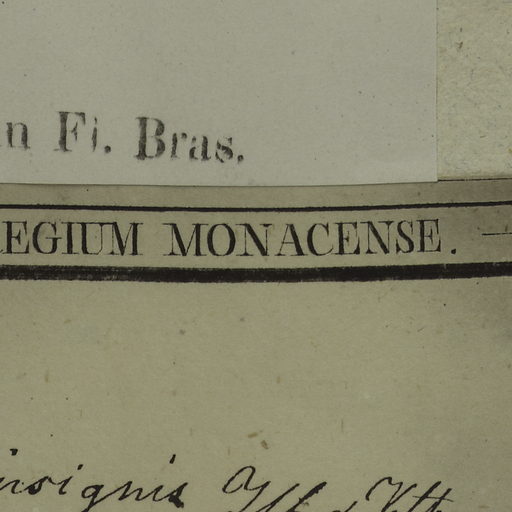 n Fl. Bras.
EGIUM MONACENSE.
insignis